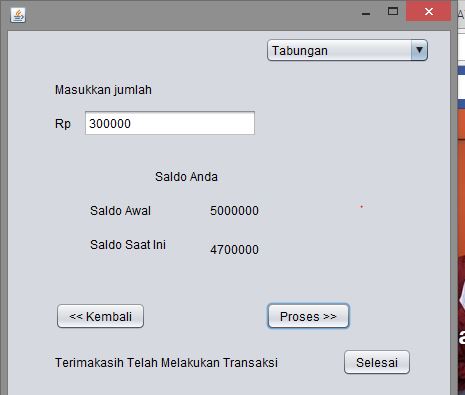 Tabungan
Masukkan jumlah
Rp 300000
Saldo Anda
Saldo Awal 5000000
Saldo Saat Ini 4700000
<< Kembali Proses >>
Terimakasih Telah Melakukan Transaksi Selesai